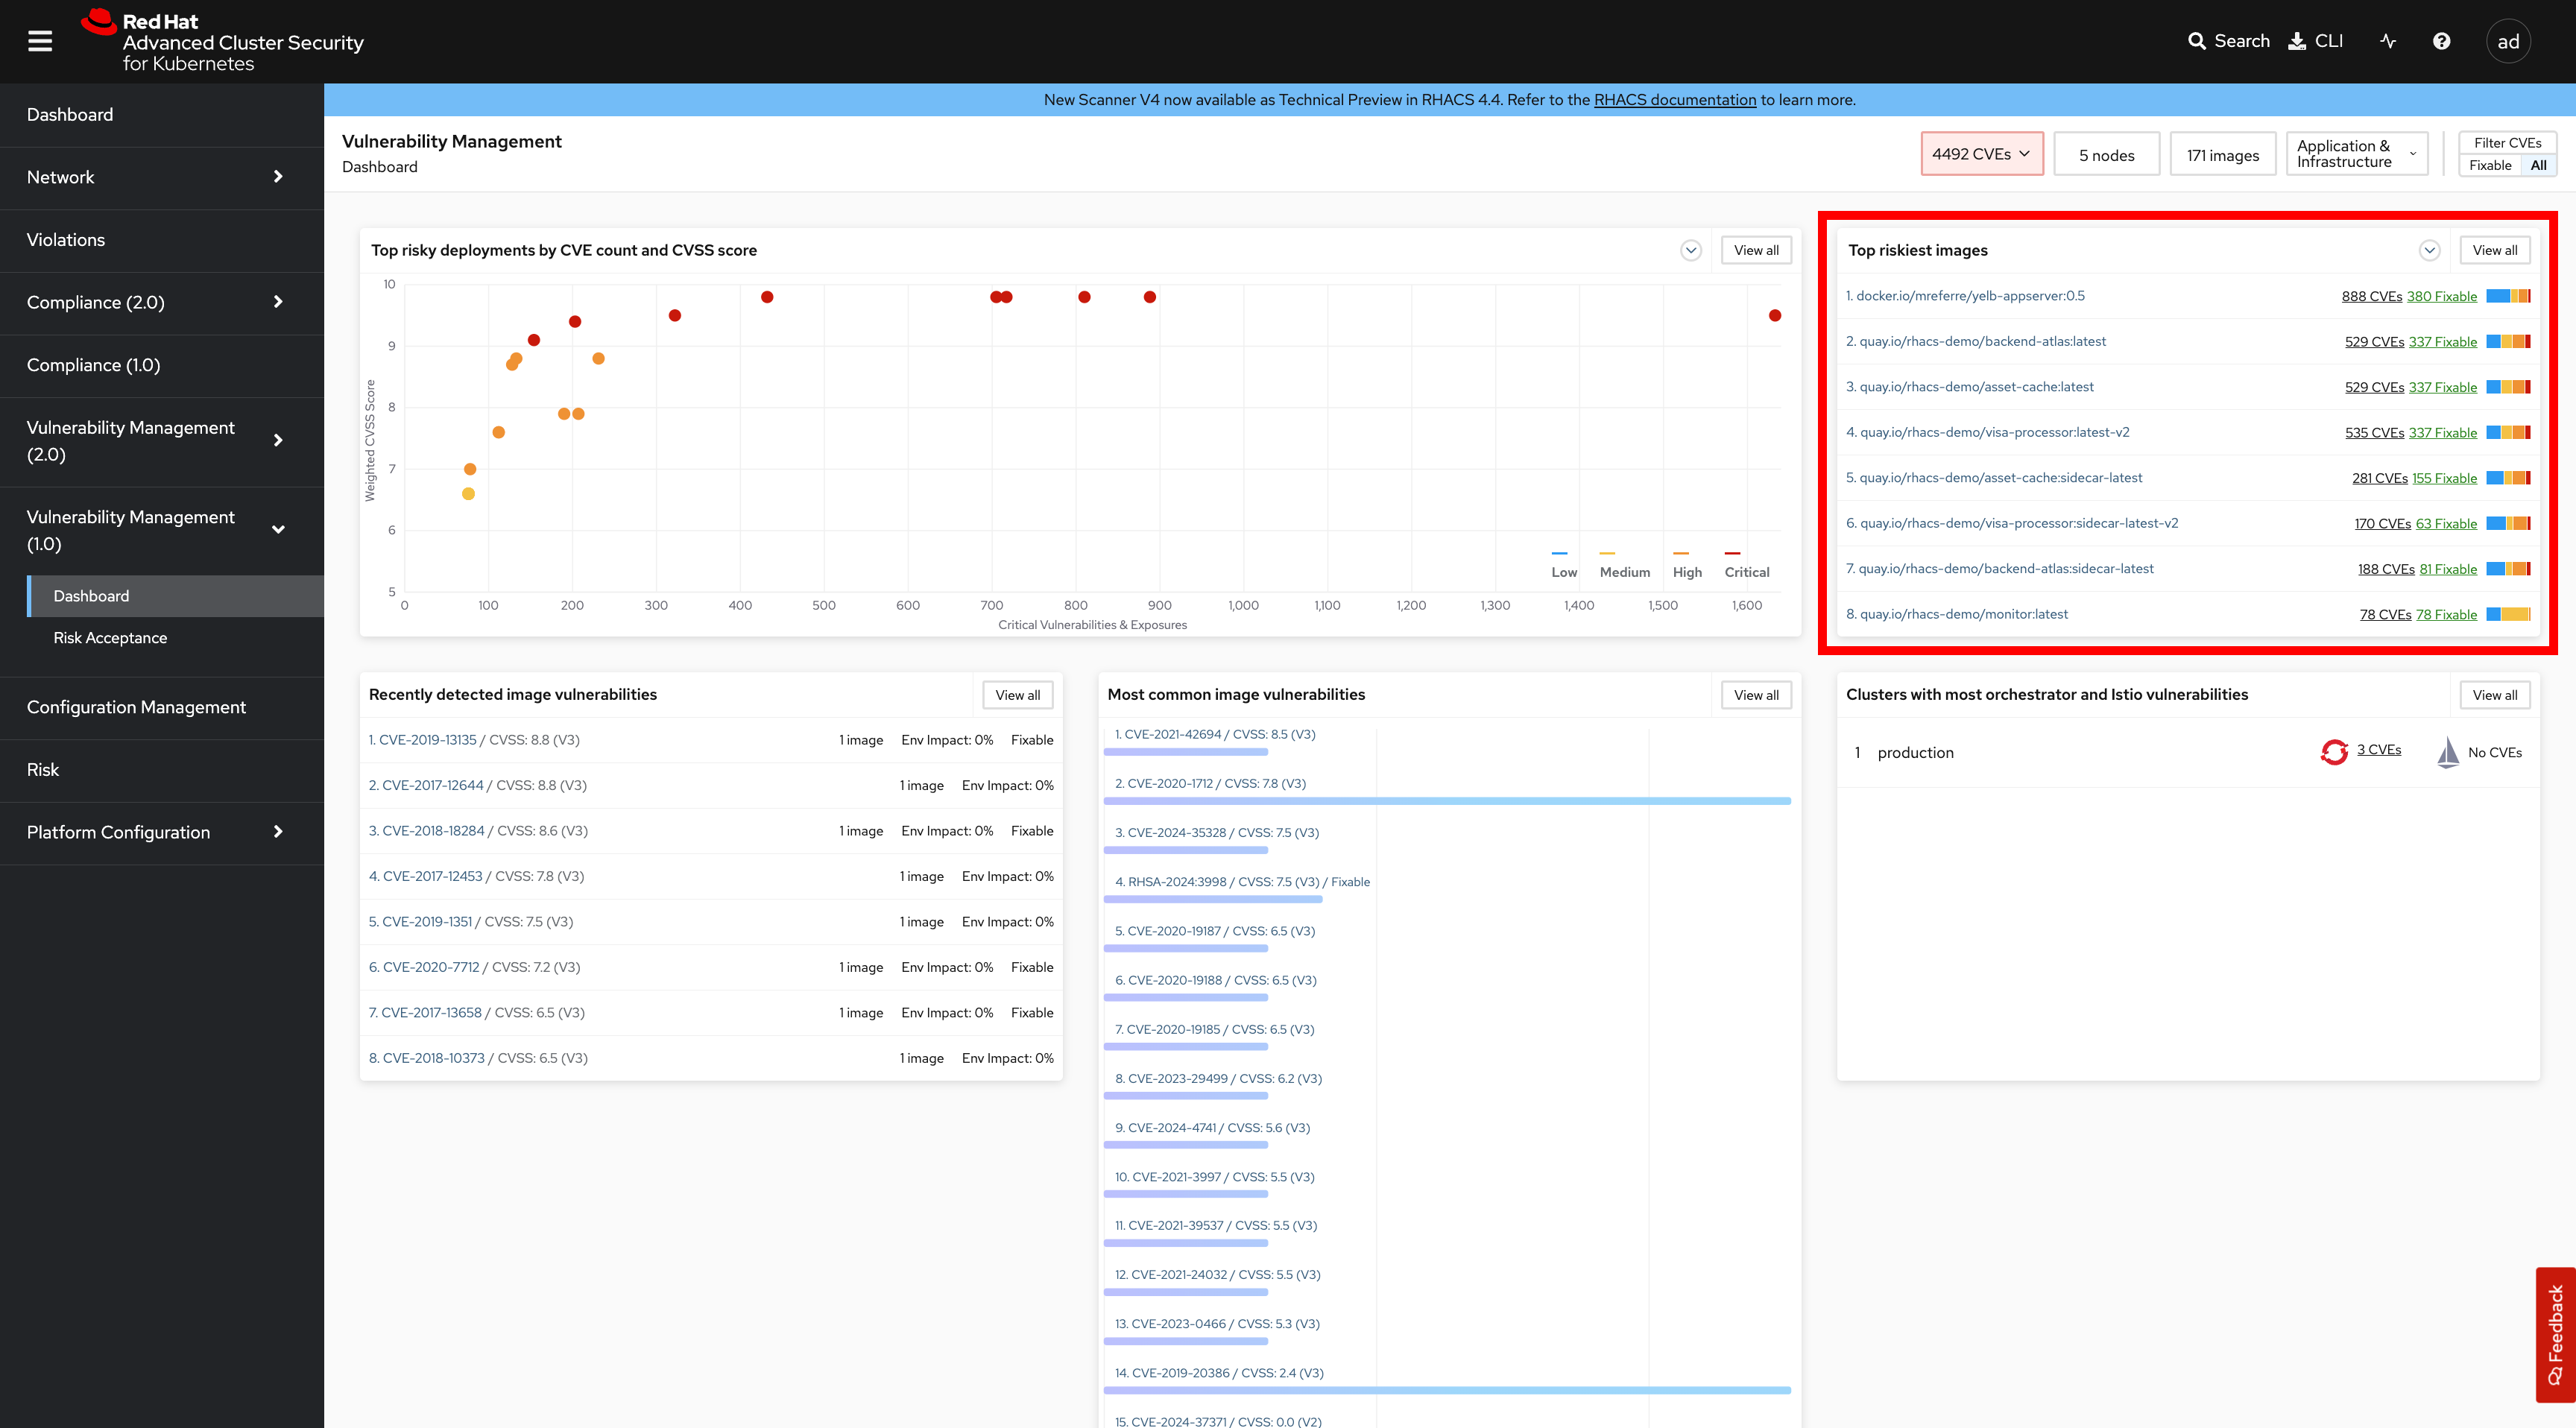 Red Hat
Advanced Cluster Security
for Kubernetes
Search
CLI
ad
Dashboard
Network
Violations
Compliance (2.0)
Compliance (1.0)
Vulnerability Management
(2.0)
Vulnerability Management
(1.0)
Dashboard
Risk Acceptance
Configuration Management
Risk
Platform Configuration
New Scanner V4 now available as Technical Preview in RHACS 4.4. Refer to the RHACS documentation to learn more.
Vulnerability Management
Dashboard
4492 CVEs
5 nodes
171 images
Application &
Infrastructure
Filter CVEs
Fixable All
Top risky deployments by CVE count and CVSS score
View all
10
9
8
7
6
5
Weighted CVSS Score
0 100 200 300 400 500 600 700 800 900 1,000 1,100 1,200 1,300 1,400 1,500 1,600
Critical Vulnerabilities & Exposures
Low Medium High Critical
Top riskiest images
View all
1. docker.io/mreferre/yelb-appserver:0.5 888 CVEs 380 Fixable
2. quay.io/rhacs-demo/backend-atlas:latest 529 CVEs 337 Fixable
3. quay.io/rhacs-demo/asset-cache:latest 529 CVEs 337 Fixable
4. quay.io/rhacs-demo/visa-processor:latest-v2 535 CVEs 337 Fixable
5. quay.io/rhacs-demo/asset-cache:sidecar-latest 281 CVEs 155 Fixable
6. quay.io/rhacs-demo/visa-processor:sidecar-latest-v2 170 CVEs 63 Fixable
7. quay.io/rhacs-demo/backend-atlas:sidecar-latest 188 CVEs 81 Fixable
8. quay.io/rhacs-demo/monitor:latest 78 CVEs 78 Fixable
Recently detected image vulnerabilities
View all
1. CVE-2019-13135 / CVSS: 8.8 (V3) 1 image Env Impact: 0% Fixable
2. CVE-2017-12644 / CVSS: 8.8 (V3) 1 image Env Impact: 0%
3. CVE-2018-18284 / CVSS: 8.6 (V3) 1 image Env Impact: 0% Fixable
4. CVE-2017-12453 / CVSS: 7.8 (V3) 1 image Env Impact: 0%
5. CVE-2019-1351 / CVSS: 7.5 (V3) 1 image Env Impact: 0%
6. CVE-2020-7712 / CVSS: 7.2 (V3) 1 image Env Impact: 0% Fixable
7. CVE-2017-13658 / CVSS: 6.5 (V3) 1 image Env Impact: 0% Fixable
8. CVE-2018-10373 / CVSS: 6.5 (V3) 1 image Env Impact: 0%
Most common image vulnerabilities
View all
1. CVE-2021-42694 / CVSS: 8.5 (V3)
2. CVE-2020-1712 / CVSS: 7.8 (V3)
3. CVE-2024-35328 / CVSS: 7.5 (V3)
4. RHSA-2024:3998 / CVSS: 7.5 (V3) / Fixable
5. CVE-2020-19187 / CVSS: 6.5 (V3)
6. CVE-2020-19188 / CVSS: 6.5 (V3)
7. CVE-2020-19185 / CVSS: 6.5 (V3)
8. CVE-2023-29499 / CVSS: 6.2 (V3)
9. CVE-2024-4741 / CVSS: 5.6 (V3)
10. CVE-2021-3997 / CVSS: 5.5 (V3)
11. CVE-2021-39537 / CVSS: 5.5 (V3)
12. CVE-2021-24032 / CVSS: 5.5 (V3)
13. CVE-2023-0466 / CVSS: 5.3 (V3)
14. CVE-2019-20386 / CVSS: 2.4 (V3)
15. CVE-2024-37371 / CVSS: 0.0 (V2)
Clusters with most orchestrator and Istio vulnerabilities
View all
1 production 3 CVEs No CVEs
Feedback